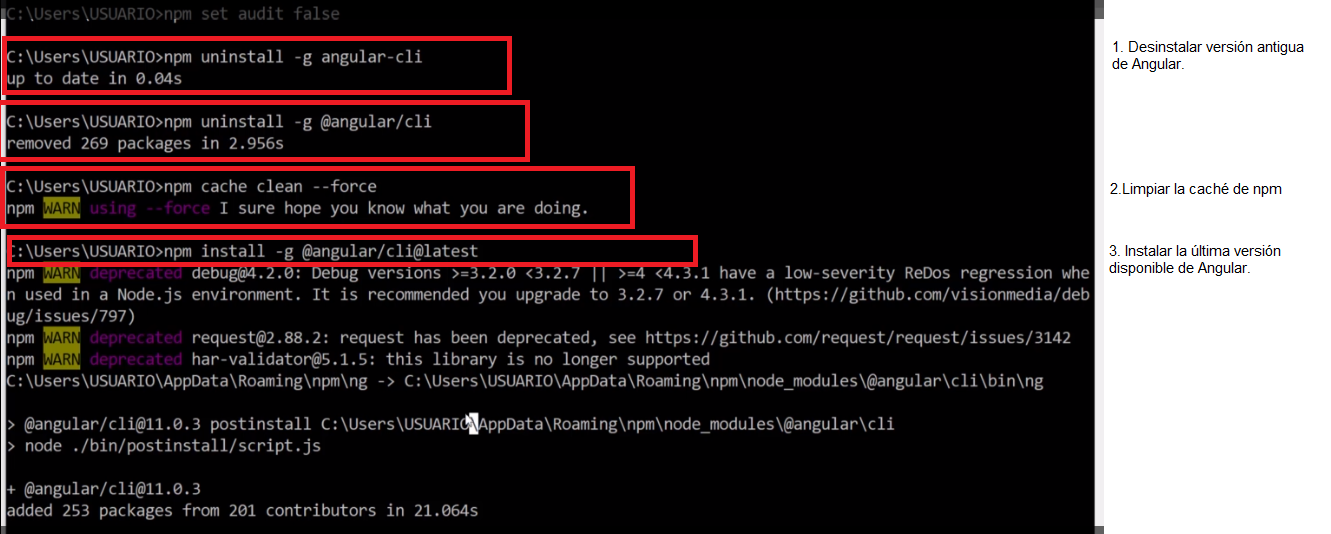 C:\Users\USUARIO>npm set audit false
C:\Users\USUARIO>npm uninstall -g angular-cli
up to date in 0.04s
1. Desinstalar versión antigua
de Angular.
C:\Users\USUARIO>npm uninstall -g @angular/cli
removed 269 packages in 2.956s
C:\Users\USUARIO>npm cache clean --force
npm WARN using --force I sure hope you know what you are doing.
2.Limpiar la caché de npm
C:\Users\USUARIO>npm install -g @angular/cli@latest
3. Instalar la última versión
disponible de Angular.
npm WARN deprecated debug@4.2.0: Debug versions >=3.2.0 <3.2.7 || >=4 <4.3.1 have a low-severity ReDos regression whe
n used in a Node.js environment. It is recommended you upgrade to 3.2.7 or 4.3.1. (https://github.com/visionmedia/deb
ug/issues/797)
npm WARN deprecated request@2.88.2: request has been deprecated, see https://github.com/request/request/issues/3142
npm WARN deprecated har-validator@5.1.5: this library is no longer supported
C:\Users\USUARIO\AppData\Roaming\npm\ng -> C:\Users\USUARIO\AppData\Roaming\npm\node_modules\@angular\cli\bin\ng
> @angular/cli@11.0.3 postinstall C:\Users\USUARIO\AppData\Roaming\npm\node_modules\@angular\cli
> node ./bin/postinstall/script.js
+ @angular/cli@11.0.3
added 253 packages from 201 contributors in 21.064s